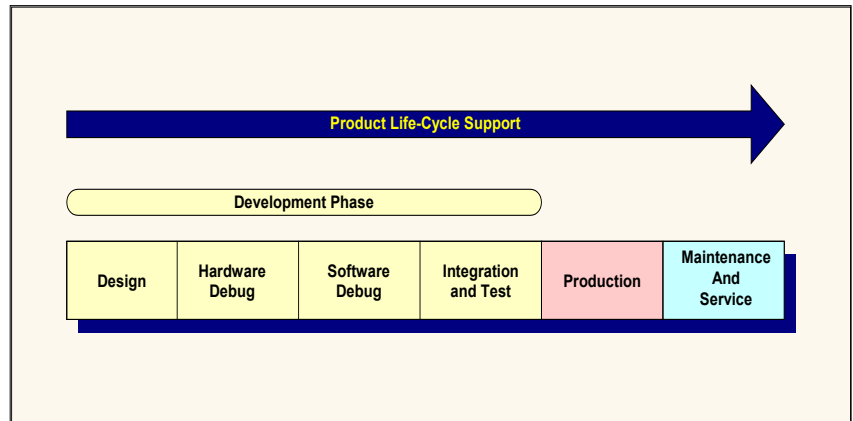 Product Life-Cycle Support
Development Phase
Design
Hardware
Debug
Software
Debug
Integration
and Test
Production
Maintenance
And
Service